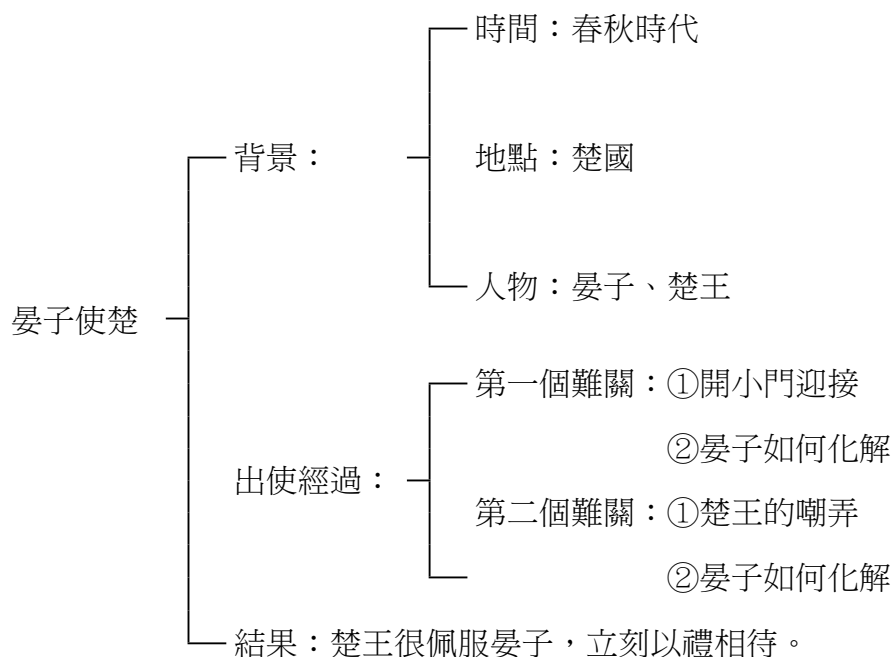 時間：春秋時代
背景：
地點：楚國
人物：晏子、楚王
晏子使楚
第一個難關：①開小門迎接
②晏子如何化解
出使經過：
第二個難關：①楚王的嘲弄
②晏子如何化解
結果：楚王很佩服晏子，立刻以禮相待。